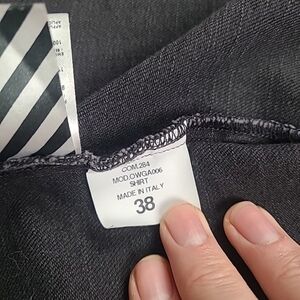 COM.284
MOD.OWGA006
SHIRT
MADE IN ITALY
38